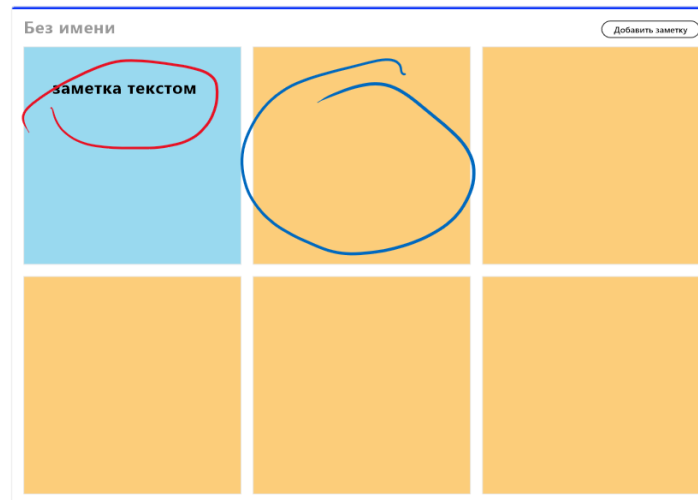 Без имени
Добавить заметку
заметка текстом